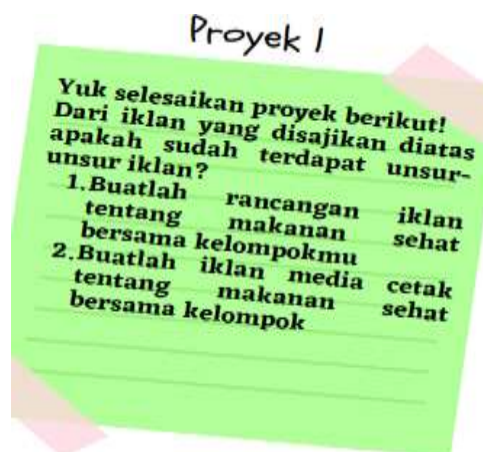 Proyek 1
Yuk selesaikan proyek berikut!
Dari iklan yang disajikan diatas
apakah sudah terdapat unsur-
unsur iklan?
1.Buatlah rancangan iklan
tentang makanan sehat
bersama kelompokmu
2.Buatlah iklan media cetak
tentang makanan sehat
bersama kelompok